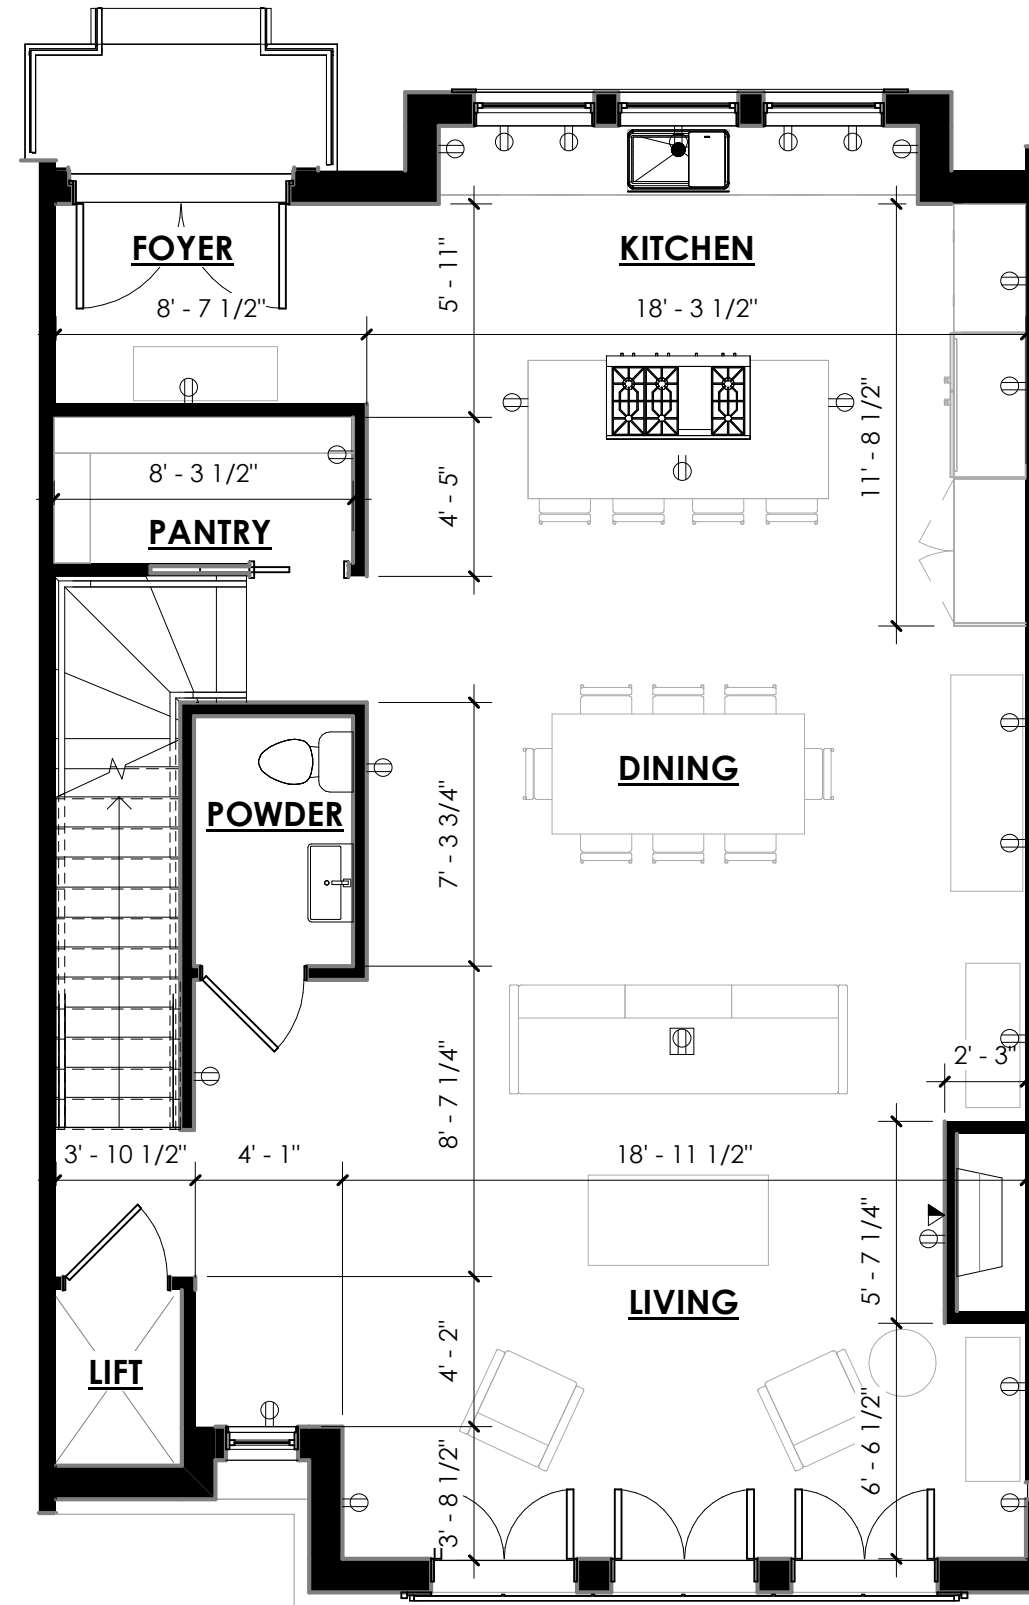 FOYER
KITCHEN
5' - 11"
8' - 7 1/2"
18' - 3 1/2"
11' - 8 1/2"
8' - 3 1/2"
4' - 5"
PANTRY
DINING
POWDER
7' - 3 3/4"
8' - 7 1/4"
2' - 3"
3' - 10 1/2"
4' - 1"
18' - 11 1/2"
5' - 7 1/4"
LIVING
4' - 2"
LIFT
6' - 6 1/2"
3' - 8 1/2"